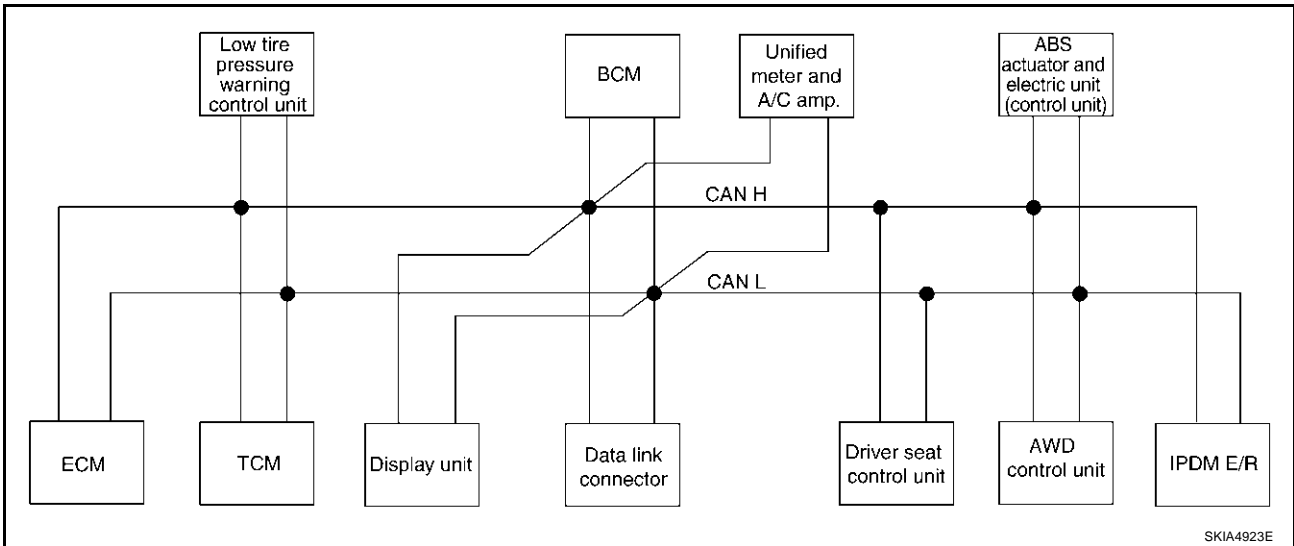 Low tire
pressure
warning
control unit
BCM
Unified
meter and
A/C amp.
ABS
actuator and
electric unit
(control unit)
CAN H
CAN L
ECM
TCM
Display unit
Data link
connector
Driver seat
control unit
AWD
control unit
IPDM E/R
SKIA4923E